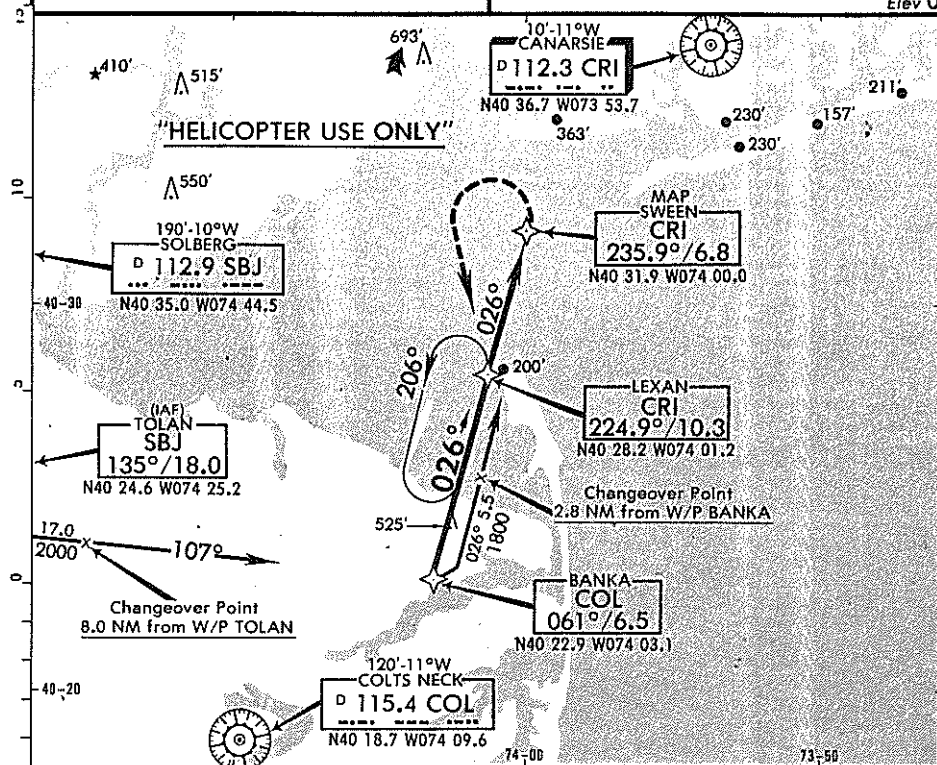 15
Elev
693'
10'-11°W
CANARSIE
D 112.3 CRI
N40 36.7 W073 53.7
410'
515'
211'
230'
157'
363'
230'
"HELICOPTER USE ONLY"
550'
10
MAP
SWEEN
CRI
235.9°/6.8
N40 31.9 W074 00.0
190'-10°W
SOLBERG
D 112.9 SBJ
N40 35.0 W074 44.5
40-30
026°
206°
200'
5
LEXAN
CRI
224.9°/10.3
N40 28.2 W074 01.2
(IAF)
TOLAN
SBJ
135°/18.0
N40 24.6 W074 25.2
026°
Changeover Point
2.8 NM from W/P BANKA
525'
026° 5.5
1800
17.0
2000
107°
0
BANKA
COL
061°/6.5
N40 22.9 W074 03.1
Changeover Point
8.0 NM from W/P TOLAN
40-20
120'-11°W
COLTS NECK
D 115.4 COL
N40 18.7 W074 09.6
74-00
73-50